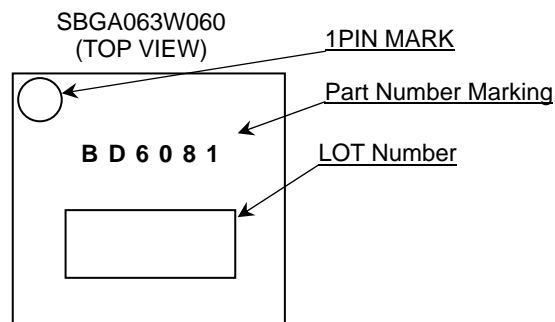 SBGA063W060
(TOP VIEW)
1PIN MARK
Part Number Marking
B D 6 0 8 1
LOT Number